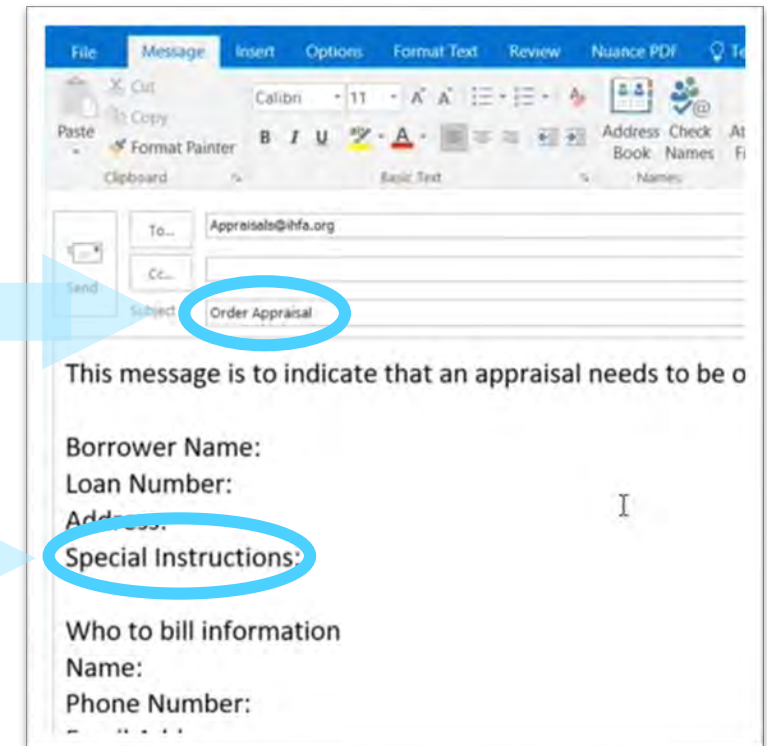 File Message Insert Options Format Text Review Nuance PDF
Cut
Calibri 11 A A
Copy
Paste Format Painter B I U A Address Check
Book Names
Clipboard Basic Text Names
To... Appraisals@ihfa.org
Cc...
Send
Subject Order Appraisal
This message is to indicate that an appraisal needs to be o
Borrower Name:
Loan Number:
Address:
Special Instructions:
Who to bill information
Name:
Phone Number: